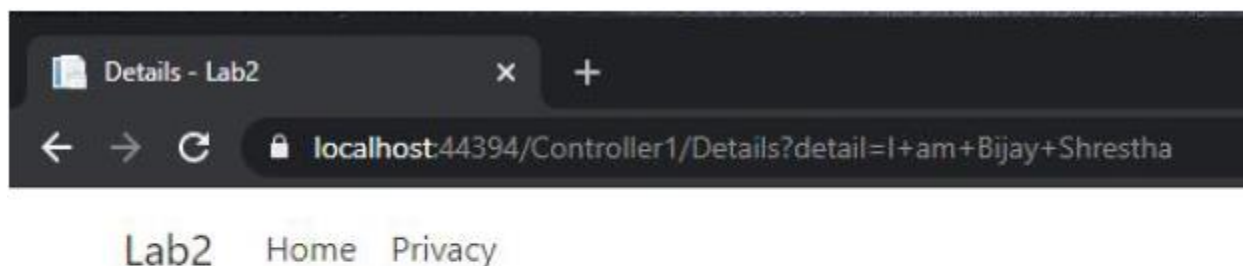 Details - Lab2
localhost:44394/Controller1/Details?detail=I+am+Bijay+Shrestha
Lab2 Home Privacy